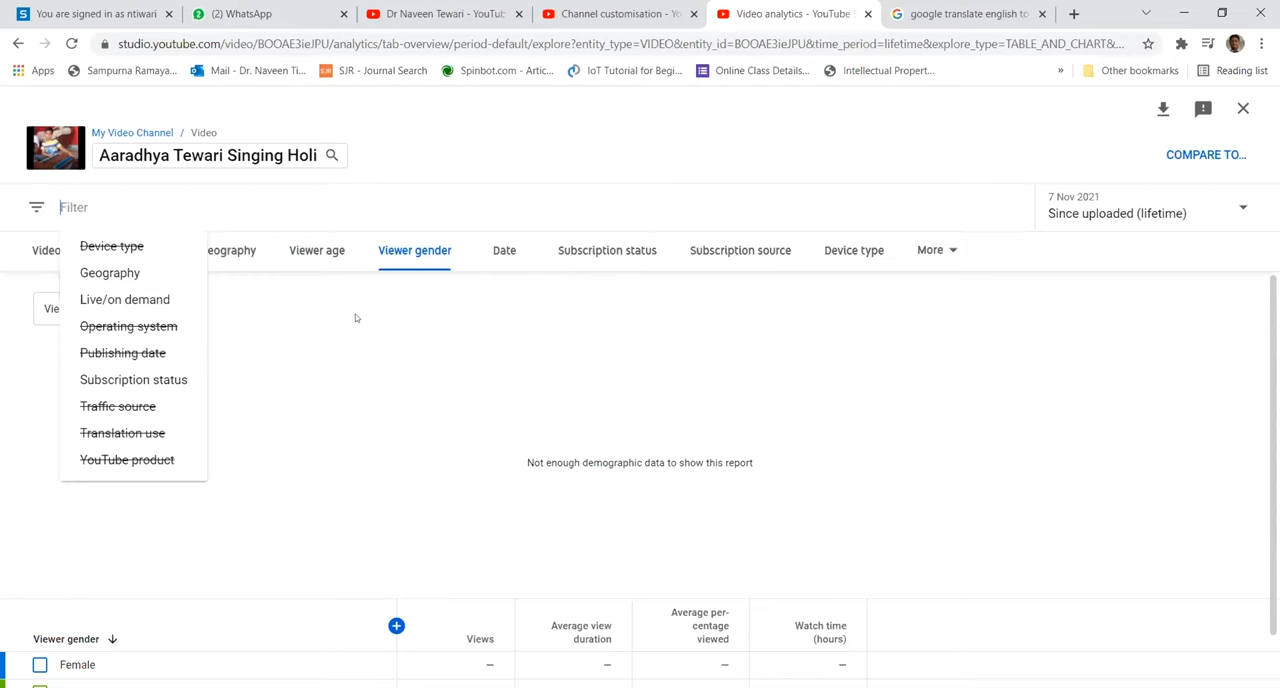 You are signed in as ntiwari
(2) WhatsApp
Dr Naveen Tewari - YouTub
Channel customisation - Yo
Video analytics - YouTube
google translate english to
studio.youtube.com/video/BOOAE3ieJPU/analytics/tab-overview/period-default/explore?entity_type=VIDEO&entity_id=BOOAE3ieJPU&time_period=lifetime&explore_type=TABLE_AND_CHART&...
Apps
Sampurna Ramaya...
Mail - Dr. Naveen Ti...
SJR - Journal Search
Spinbot.com - Artic...
IoT Tutorial for Begi...
Online Class Details...
Intellectual Propert...
»
Other bookmarks
Reading list
My Video Channel / Video
Aaradhya Tewari Singing Holi
COMPARE TO...
Filter
7 Nov 2021
Since uploaded (lifetime)
Video
eography
Viewer age
Viewer gender
Date
Subscription status
Subscription source
Device type
More
Device type
Geography
Live/on demand
Operating system
Publishing date
Subscription status
Traffic source
Translation use
YouTube product
Vie
Not enough demographic data to show this report
Viewer gender
Views
Average view
duration
Average per-
centage
viewed
Watch time
(hours)
Female
—
—
—
—